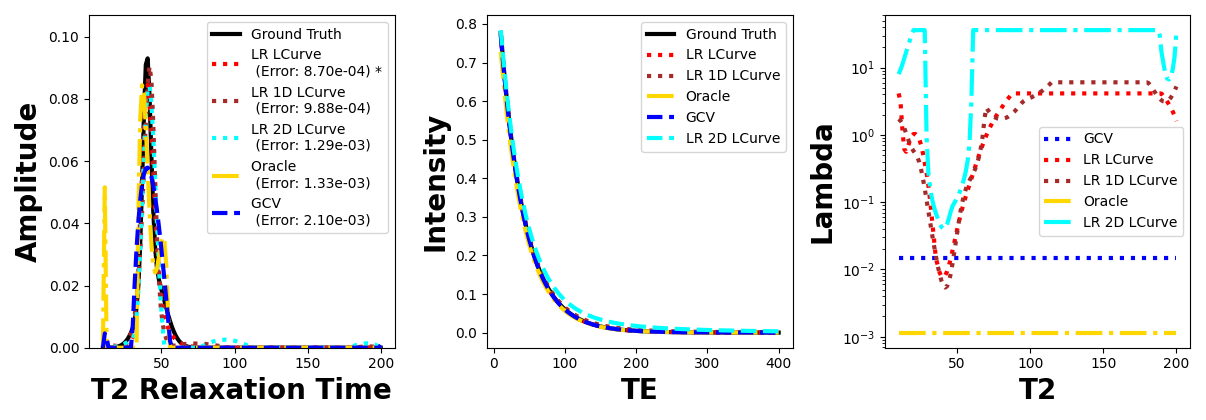 Amplitude
0.10
0.08
0.06
0.04
0.02
0.00
50
100
150
200
T2 Relaxation Time
Ground Truth
LR LCurve
(Error: 8.70e-04) *
LR 1D LCurve
(Error: 9.88e-04)
LR 2D LCurve
(Error: 1.29e-03)
Oracle
(Error: 1.33e-03)
GCV
(Error: 2.10e-03)
Intensity
0.8
0.7
0.6
0.5
0.4
0.3
0.2
0.1
0.0
0
100
200
300
400
TE
Ground Truth
LR LCurve
LR 1D LCurve
Oracle
GCV
LR 2D LCurve
Lambda
10¹
10⁰
10⁻¹
10⁻²
10⁻³
50
100
150
200
T2
GCV
LR LCurve
LR 1D LCurve
Oracle
LR 2D LCurve